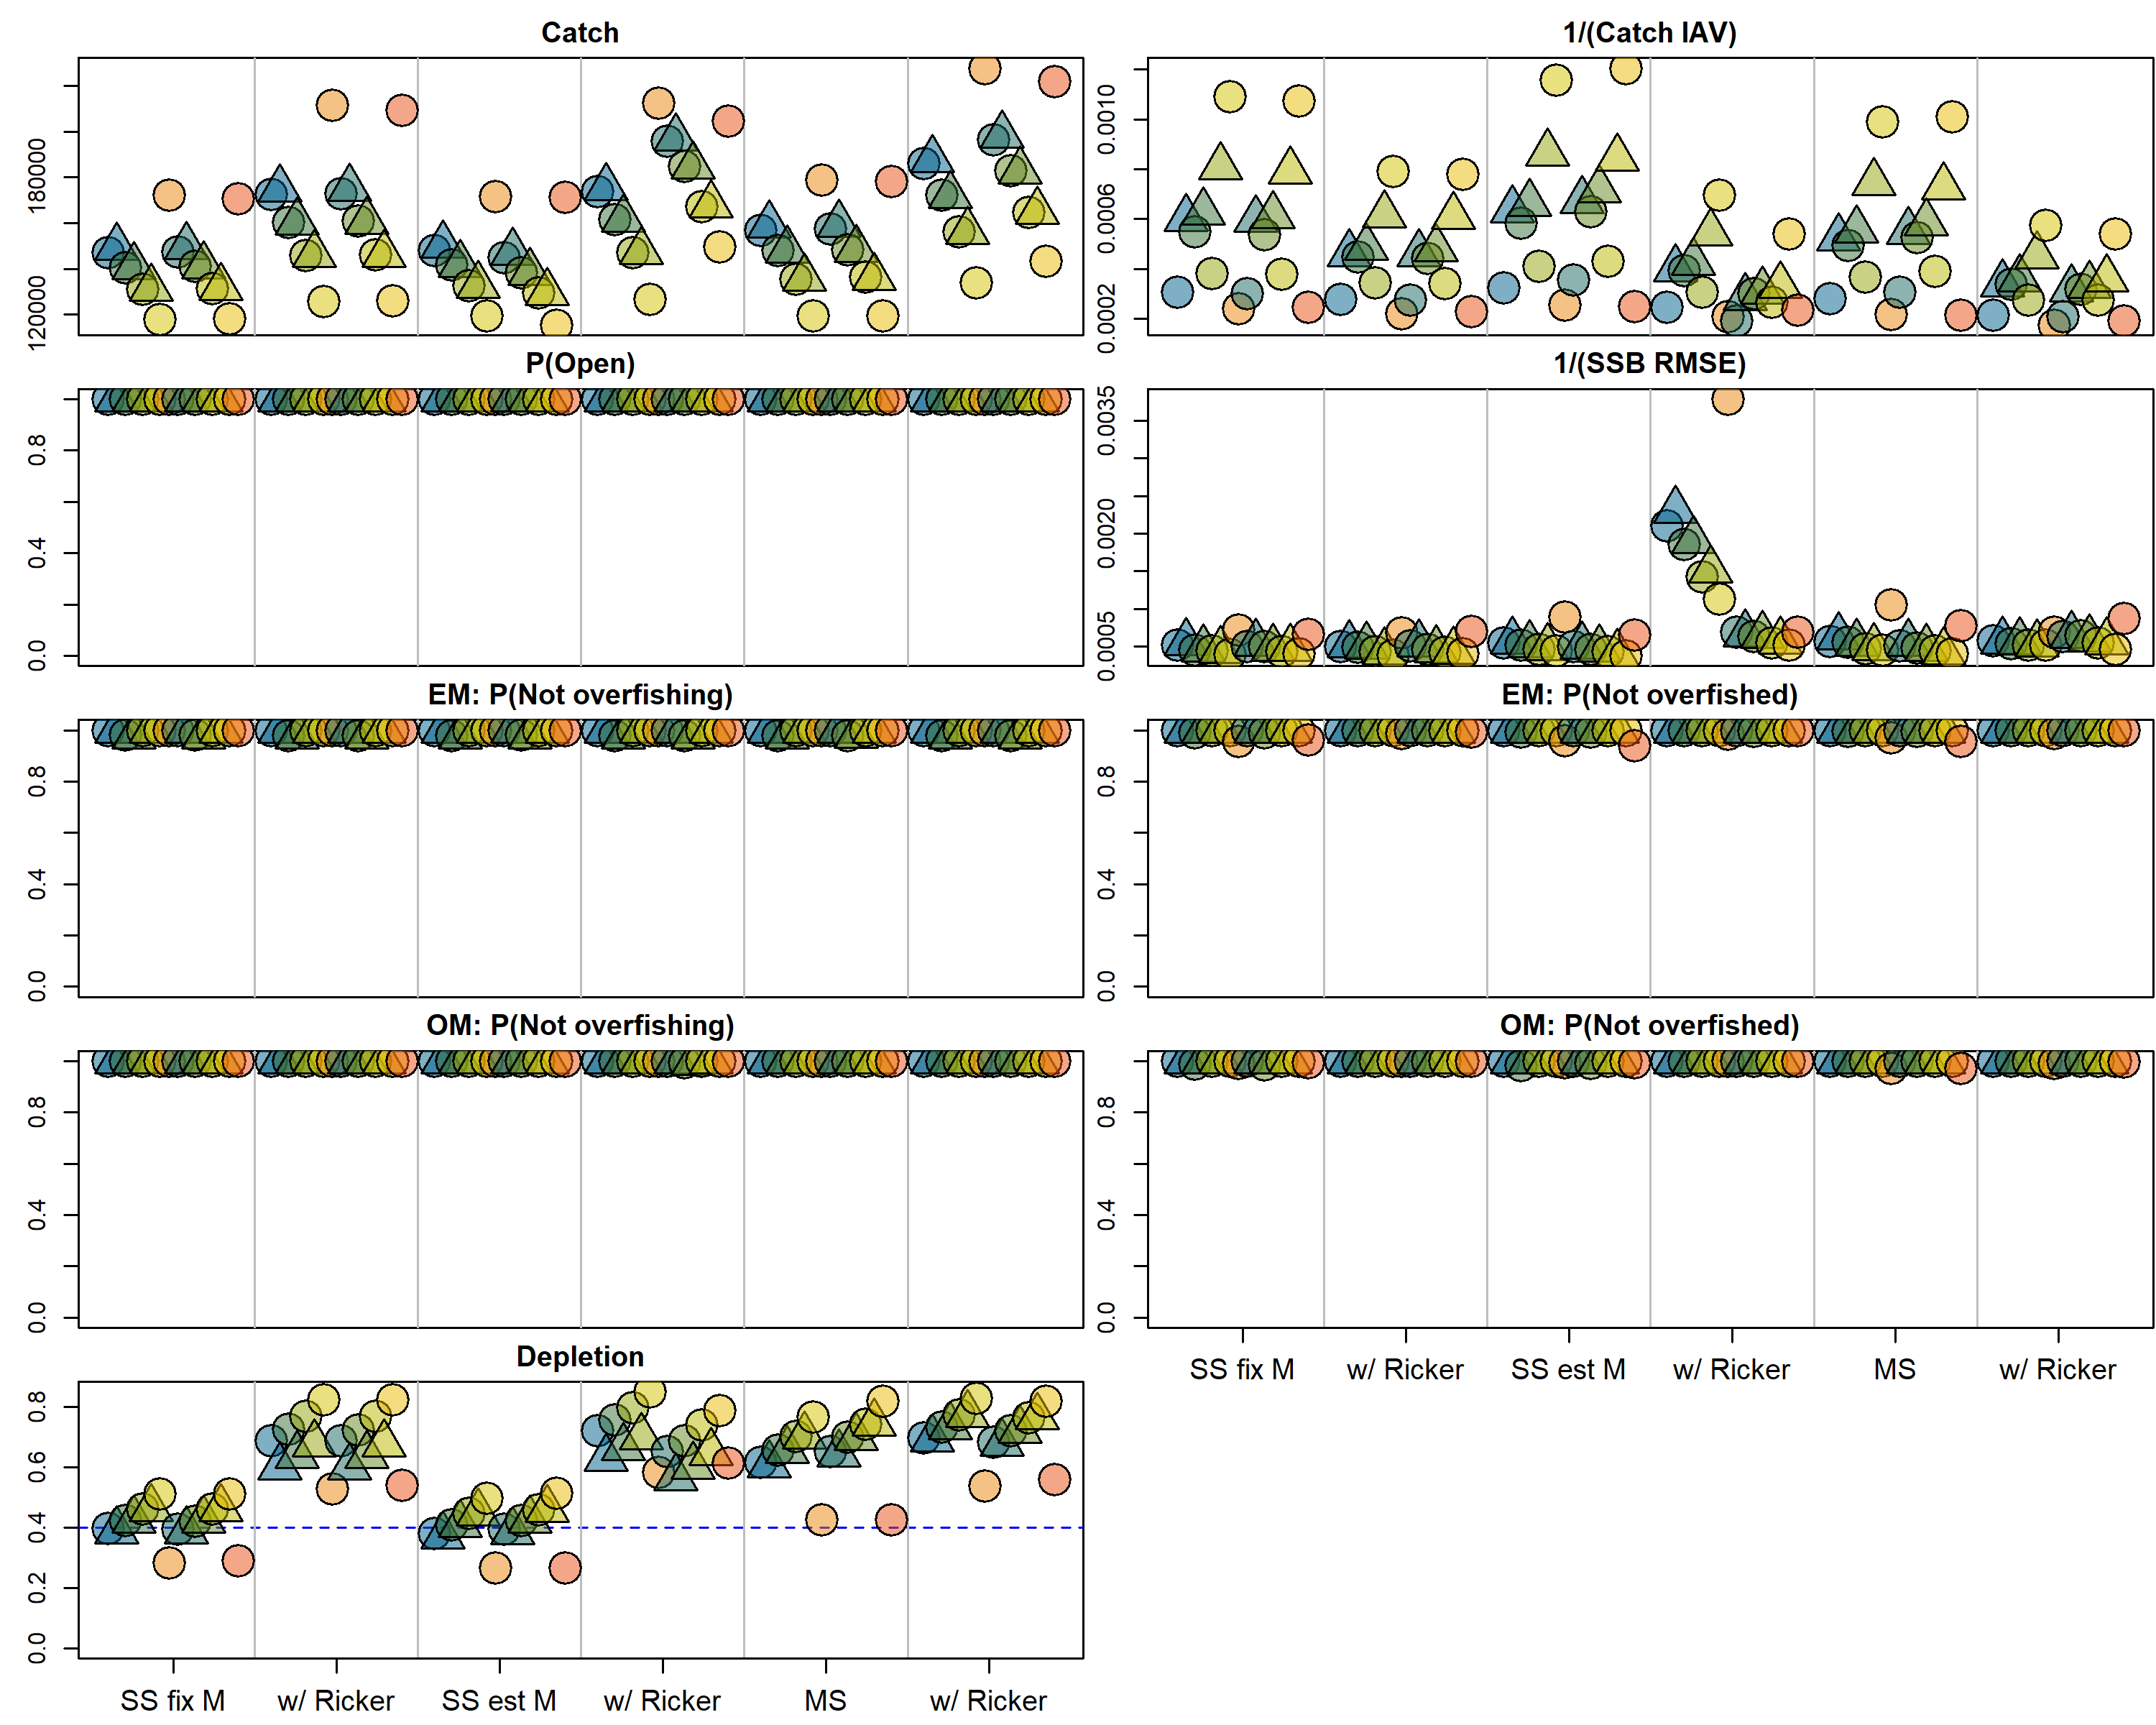 Catch
180000
120000
1/(Catch IAV)
0.0010
0.0006
0.0002
P(Open)
0.8
0.4
0.0
1/(SSB RMSE)
0.0035
0.0020
0.0005
EM: P(Not overfishing)
0.8
0.4
0.0
EM: P(Not overfished)
0.8
0.4
0.0
OM: P(Not overfishing)
0.8
0.4
0.0
OM: P(Not overfished)
0.8
0.4
0.0
SS fix M w/ Ricker SS est M w/ Ricker MS w/ Ricker
Depletion
0.8
0.6
0.4
0.2
0.0
SS fix M w/ Ricker SS est M w/ Ricker MS w/ Ricker